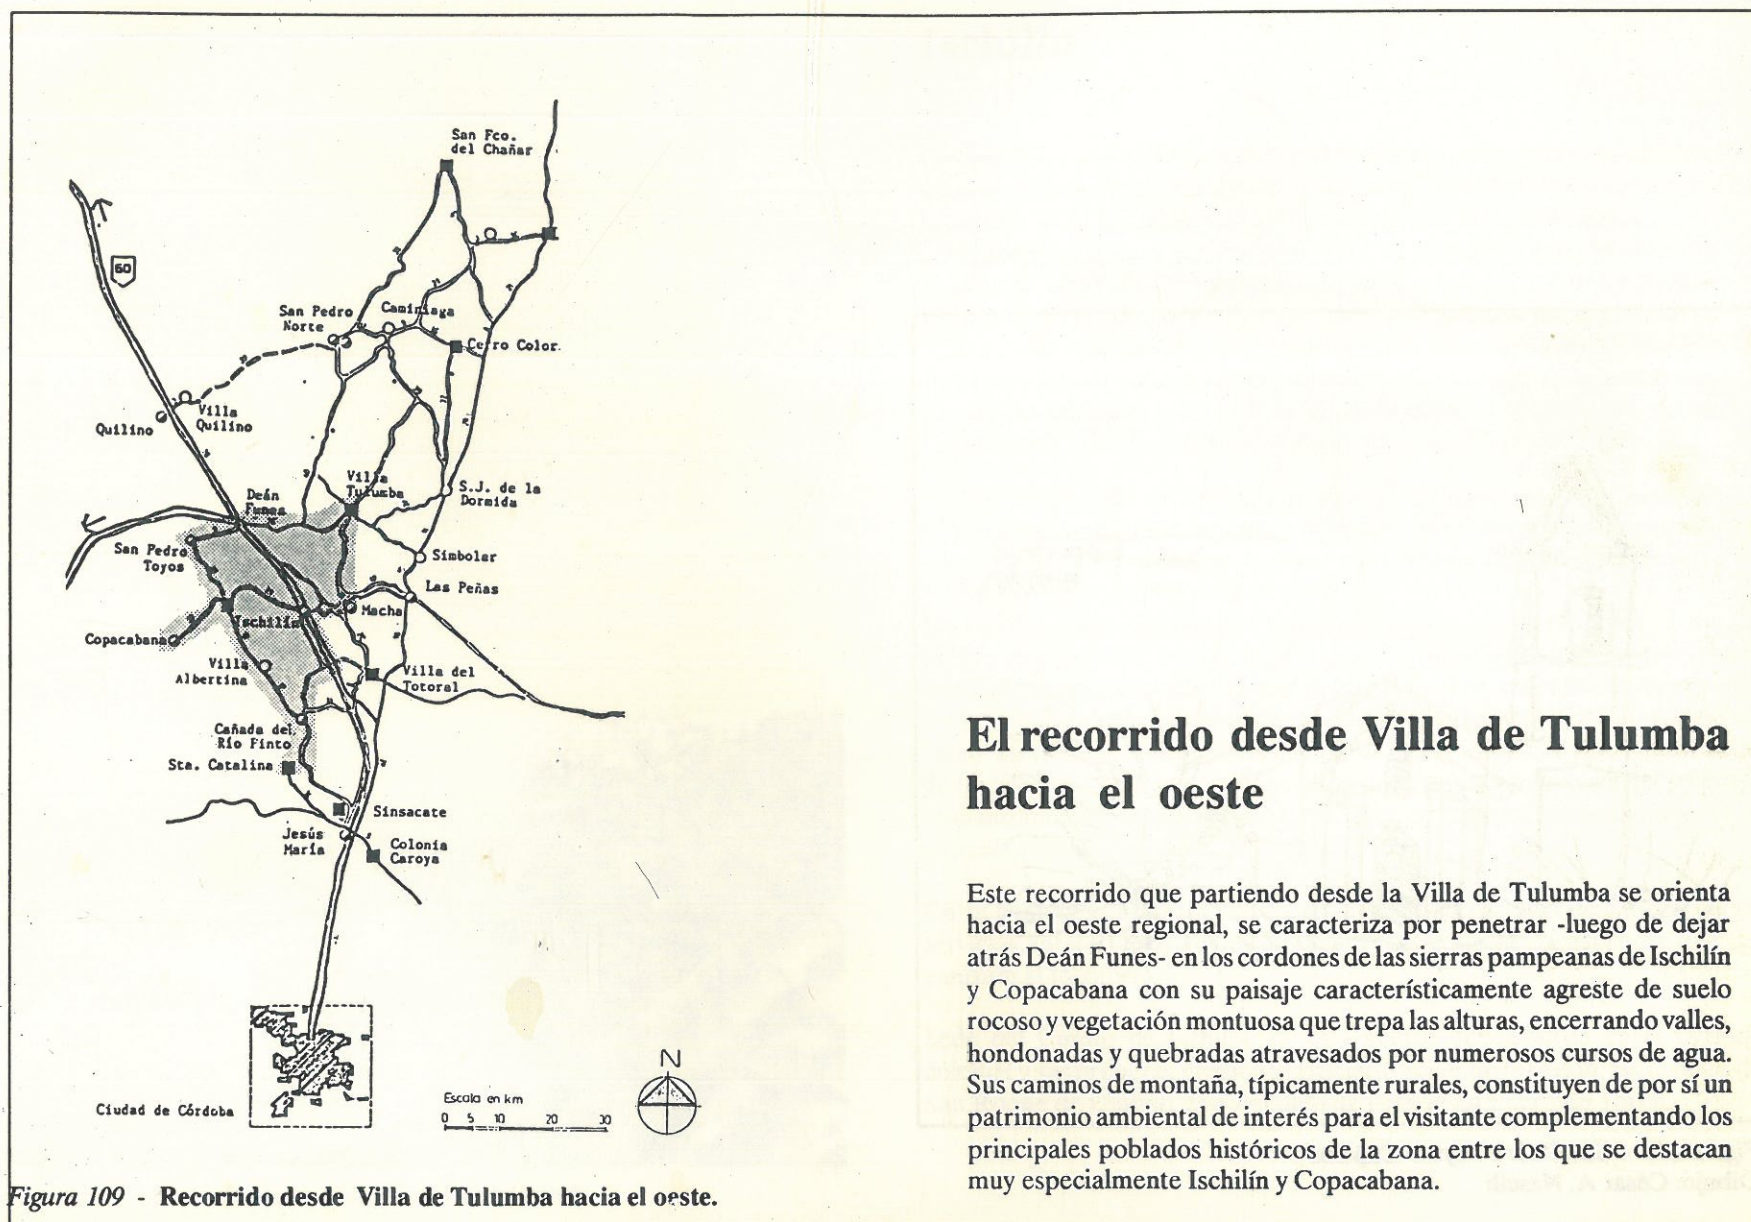 San Fco.
del Chañar
60
San Pedro
Norte
Caminiaga
Cerro Color.
Villa
Quilino
Quilino
Villa
Tulumba
Deán
Funes
S.J. de la
Dormida
San Pedro
Toyos
Simbolar
Las Peñas
Macha
Ischilín
Copacabana
Villa
Albertina
Villa del
Totoral
Cañada del
Río Pinto
Sta. Catalina
Sinsacate
Jesús
María
Colonia
Caroya
Ciudad de Córdoba
Escala en km
0 5 10 20 30
N
Figura 109 - Recorrido desde Villa de Tulumba hacia el oeste.
El recorrido desde Villa de Tulumba
hacia el oeste
Este recorrido que partiendo desde la Villa de Tulumba se orienta
hacia el oeste regional, se caracteriza por penetrar -luego de dejar
atrás Deán Funes- en los cordones de las sierras pampeanas de Ischilín
y Copacabana con su paisaje característicamente agreste de suelo
rocoso y vegetación montuosa que trepa las alturas, encerrando valles,
hondonadas y quebradas atravesados por numerosos cursos de agua.
Sus caminos de montaña, típicamente rurales, constituyen de por sí un
patrimonio ambiental de interés para el visitante complementando los
principales poblados históricos de la zona entre los que se destacan
muy especialmente Ischilín y Copacabana.